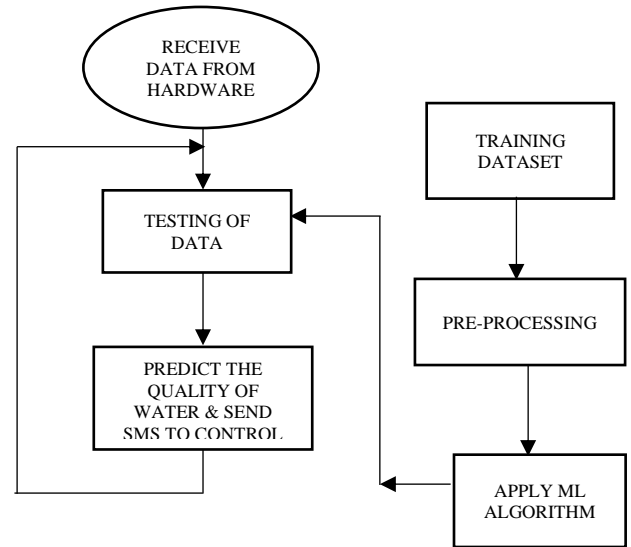 RECEIVE
DATA FROM
HARDWARE
TESTING OF
DATA
PREDICT THE
QUALITY OF
WATER & SEND
SMS TO CONTROL
TRAINING
DATASET
PRE-PROCESSING
APPLY ML
ALGORITHM